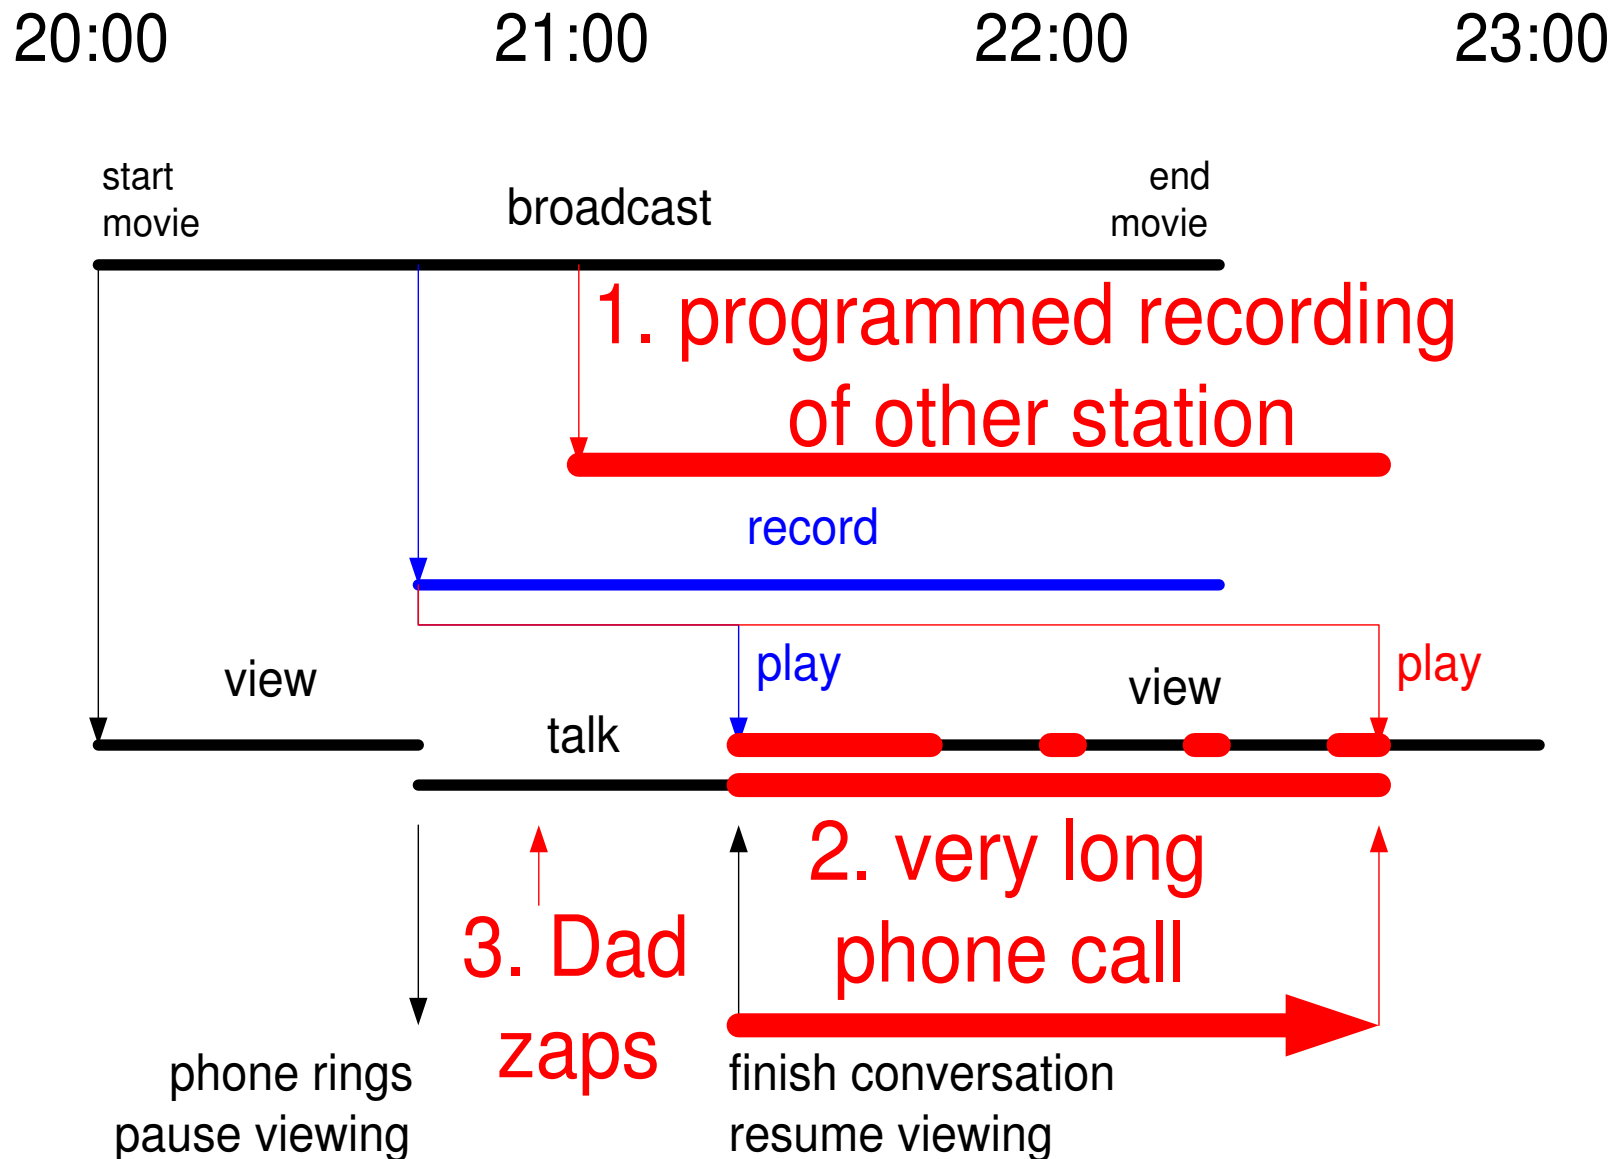 20:00 21:00 22:00 23:00
start
movie
broadcast
end
movie
1. programmed recording
of other station
record
view
play
view
play
talk
2. very long
phone call
3. Dad
zaps
phone rings
pause viewing
finish conversation
resume viewing